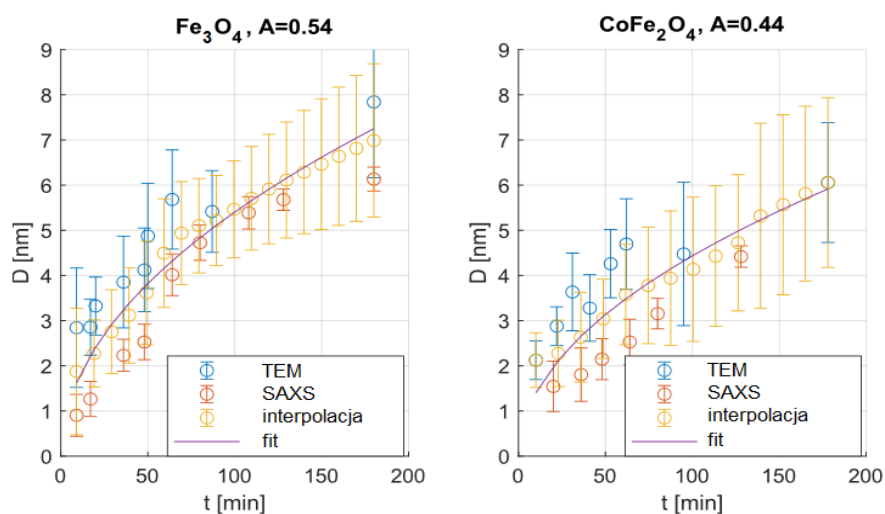 Fe₃O₄, A=0.54
D [nm]
9
8
7
6
5
4
3
2
1
0
0 50 100 150 200
t [min]
TEM
SAXS
interpolacja
fit
CoFe₂O₄, A=0.44
D [nm]
9
8
7
6
5
4
3
2
1
0
0 50 100 150 200
t [min]
TEM
SAXS
interpolacja
fit